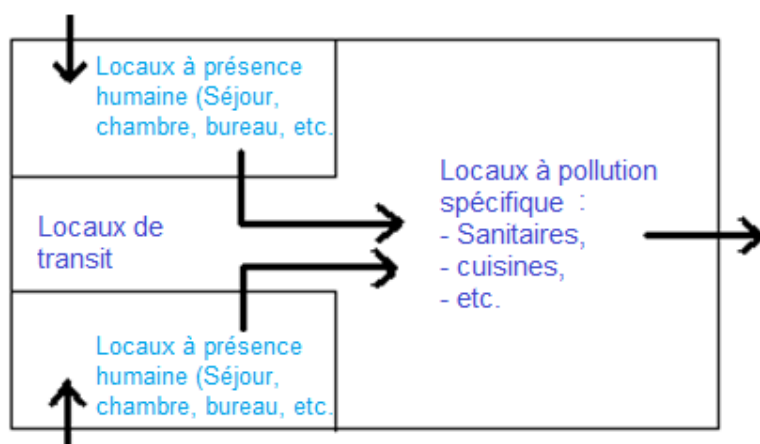 Locaux à présence
humaine (Séjour,
chambre, bureau, etc.
Locaux de
transit
Locaux à pollution
spécifique :
- Sanitaires,
- cuisines,
- etc.
Locaux à présence
humaine (Séjour,
chambre, bureau, etc.